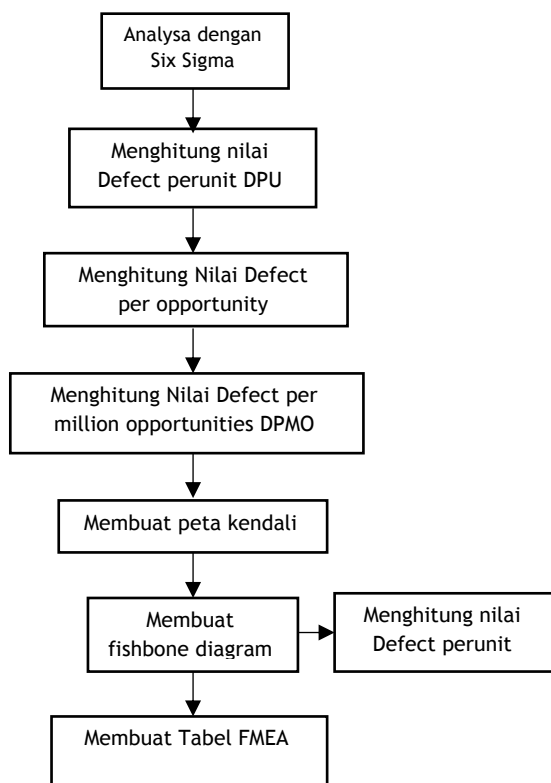 Analysa dengan
Six Sigma
Menghitung nilai
Defect perunit DPU
Menghitung Nilai Defect
per opportunity
Menghitung Nilai Defect per
million opportunities DPMO
Membuat peta kendali
Membuat
fishbone diagram
Menghitung nilai
Defect perunit
Membuat Tabel FMEA